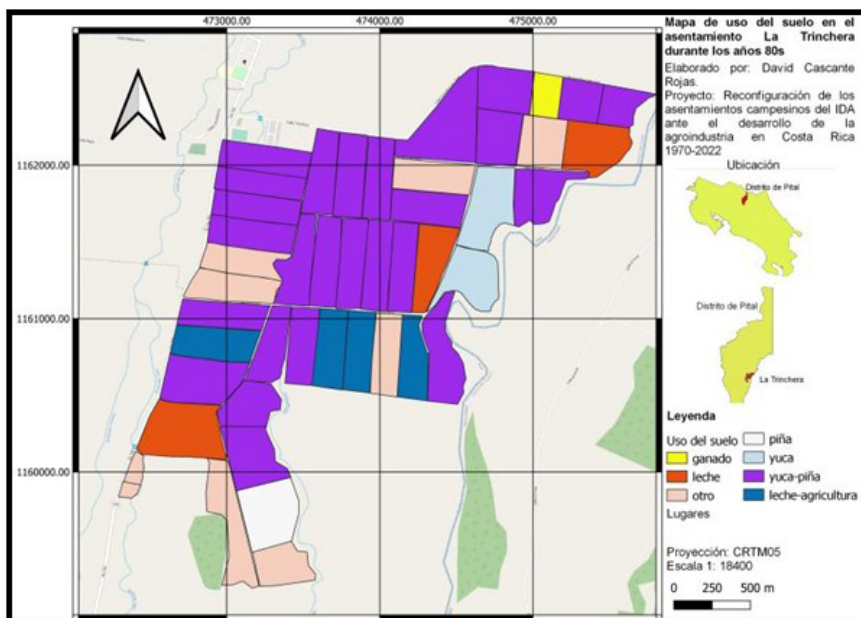 473000.00 474000.00 475000.00
1162000.00
1161000.00
1160000.00
Mapa de uso del suelo en el
asentamiento La Trinchera
durante los años 80s
Elaborado por: David Cascante
Rojas.
Proyecto: Reconfiguración de los
asentamientos campesinos del IDA
ante el desarrollo de la
agroindustria en Costa Rica
1970-2022
Ubicación
Distrito de Pital
Distrito de Pital
La Trinchera
Leyenda
Uso del suelo
ganado
leche
otro
piña
yuca
yuca-piña
leche-agricultura
Lugares
Proyección: CRTM05
Escala 1: 18400
0 250 500 m